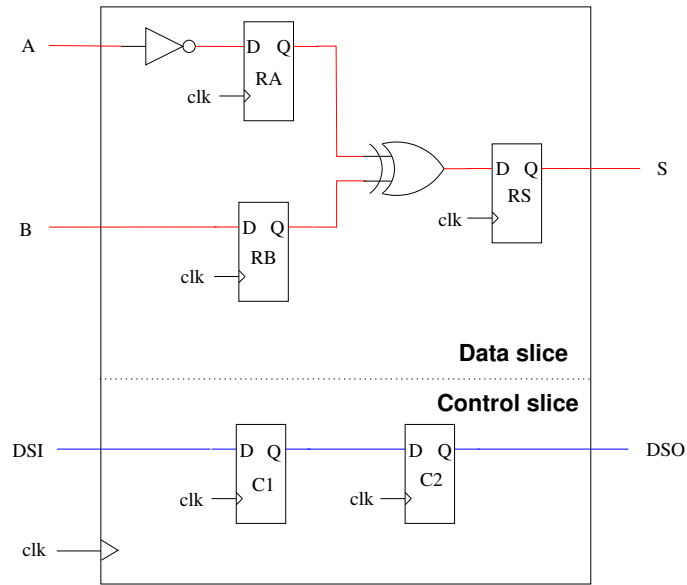 A
D Q
RA
clk
D Q
RS
clk
S
B
D Q
RB
clk
Data slice
Control slice
DSI
D Q
C1
clk
D Q
C2
clk
DSO
clk